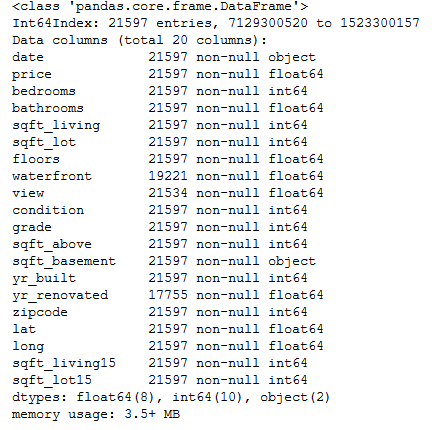 <class 'pandas.core.frame.DataFrame'>
Int64Index: 21597 entries, 7129300520 to 1523300157
Data columns (total 20 columns):
date             21597 non-null object
price            21597 non-null float64
bedrooms         21597 non-null int64
bathrooms        21597 non-null float64
sqft_living      21597 non-null int64
sqft_lot         21597 non-null int64
floors           21597 non-null float64
waterfront       19221 non-null float64
view             21534 non-null float64
condition        21597 non-null int64
grade            21597 non-null int64
sqft_above       21597 non-null int64
sqft_basement    21597 non-null object
yr_built         21597 non-null int64
yr_renovated     17755 non-null float64
zipcode          21597 non-null int64
lat              21597 non-null float64
long             21597 non-null float64
sqft_living15    21597 non-null int64
sqft_lot15       21597 non-null int64
dtypes: float64(8), int64(10), object(2)
memory usage: 3.5+ MB